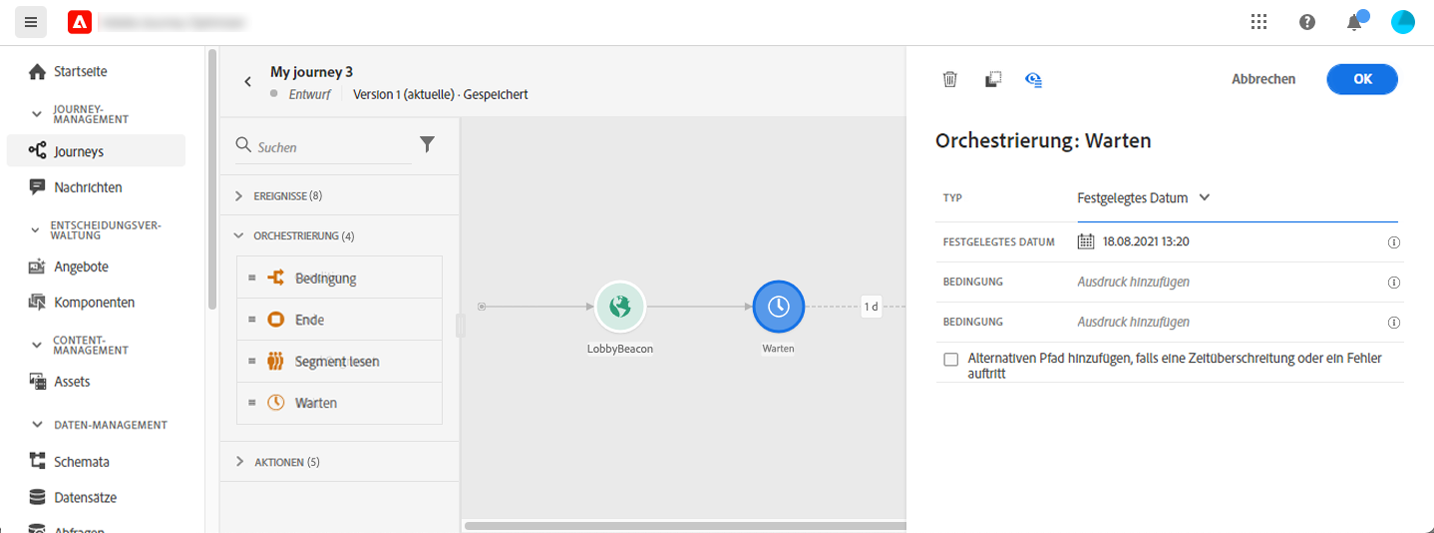 Startseite
JOURNEY-
MANAGEMENT
Journeys
Nachrichten
ENTSCHEIDUNGSVER-
WALTUNG
Angebote
Komponenten
CONTENT-
MANAGEMENT
Assets
DATEN-MANAGEMENT
Schemata
Datensätze
Abfragen
My journey 3
Entwurf
Version 1 (aktuelle) · Gespeichert
Suchen
EREIGNISSE (8)
ORCHESTRIERUNG (4)
Bedingung
Ende
Segment lesen
Warten
AKTIONEN (5)
LobbyBeacon
Warten
1 d
Abbrechen
OK
Orchestrierung: Warten
TYP
Festgelegtes Datum
FESTGELEGTES DATUM
18.08.2021 13:20
BEDINGUNG
Ausdruck hinzufügen
BEDINGUNG
Ausdruck hinzufügen
Alternativen Pfad hinzufügen, falls eine Zeitüberschreitung oder ein Fehler
auftritt